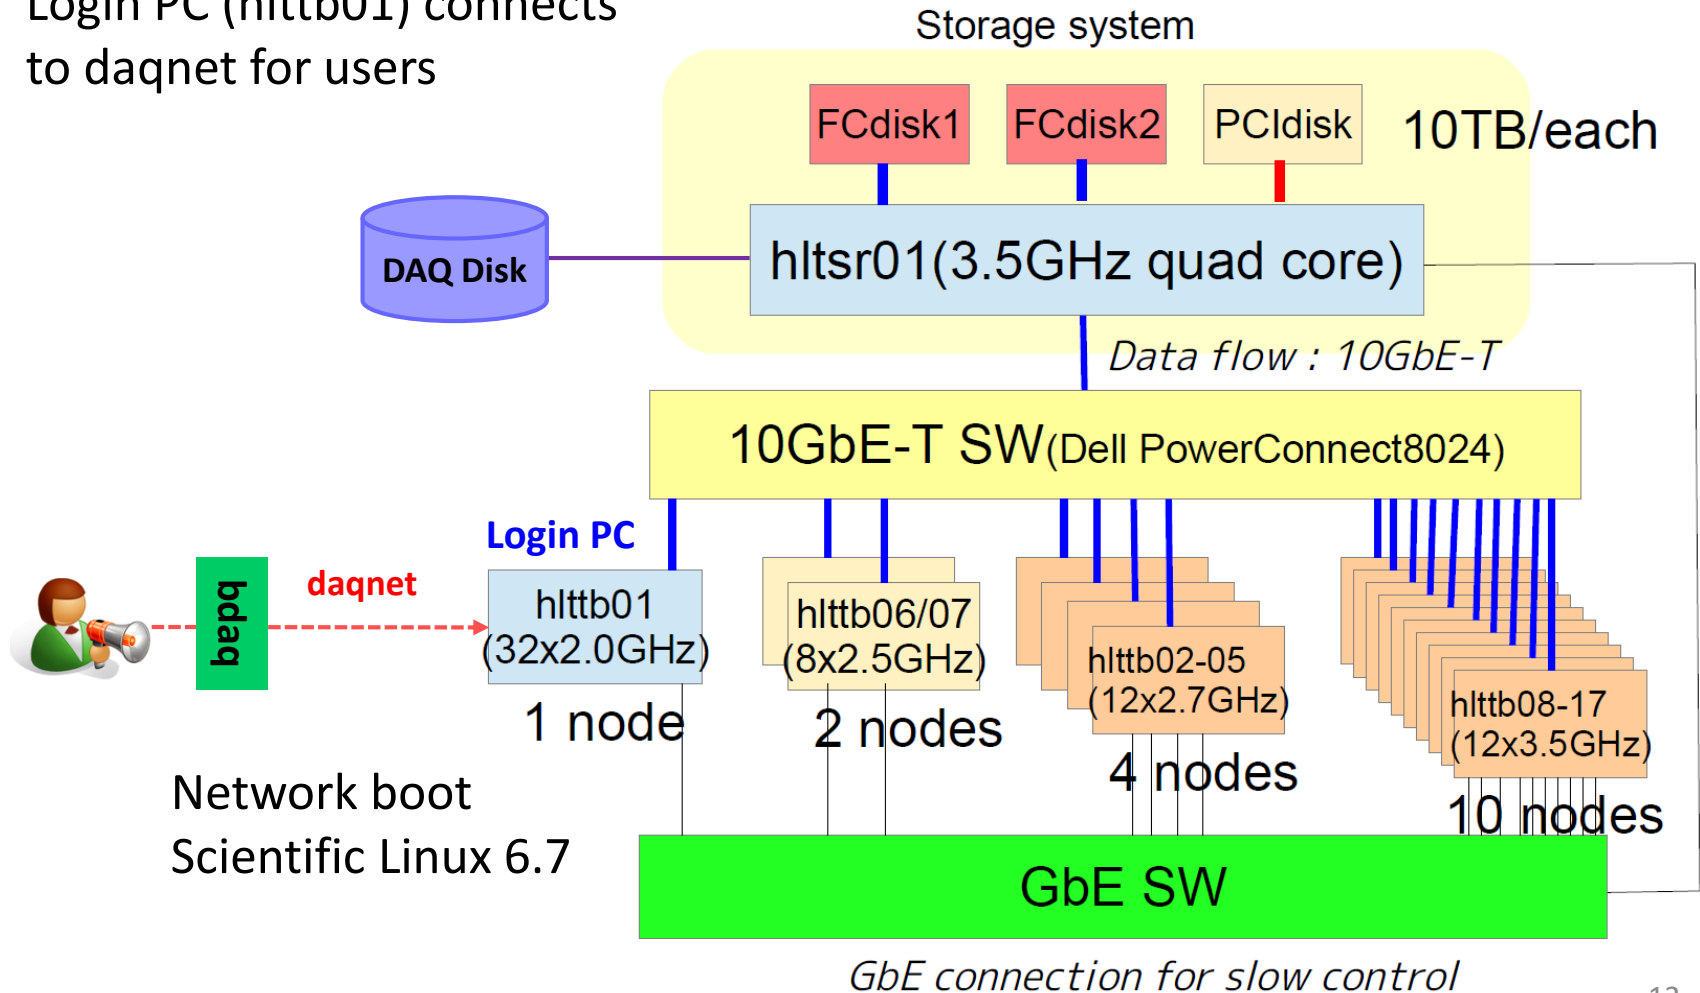 Login PC (hlttb01) connects
to daqnet for users
Storage system
FCdisk1
FCdisk2
PCIdisk
10TB/each
DAQ Disk
hltsr01(3.5GHz quad core)
Data flow : 10GbE-T
10GbE-T SW(Dell PowerConnect8024)
Login PC
bdaq
daqnet
hlttb01
(32x2.0GHz)
1 node
hlttb06/07
(8x2.5GHz)
2 nodes
hlttb02-05
(12x2.7GHz)
4 nodes
hlttb08-17
(12x3.5GHz)
10 nodes
Network boot
Scientific Linux 6.7
GbE SW
GbE connection for slow control